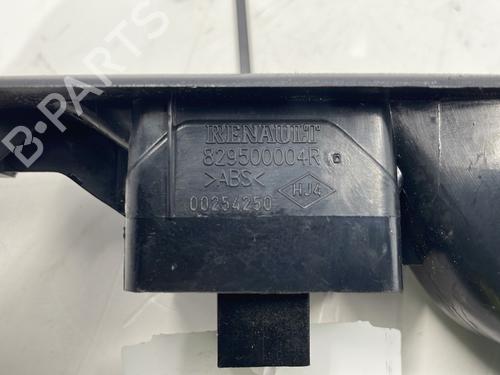 RENAULT
829500004R
>ABS<
HJ4
00254250
B-PARTS